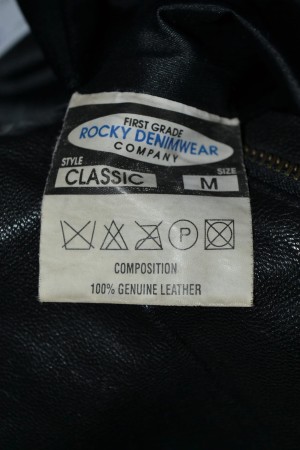 FIRST GRADE
ROCKY DENIMWEAR
COMPANY
STYLE SIZE
CLASSIC M
P
COMPOSITION
100% GENUINE LEATHER